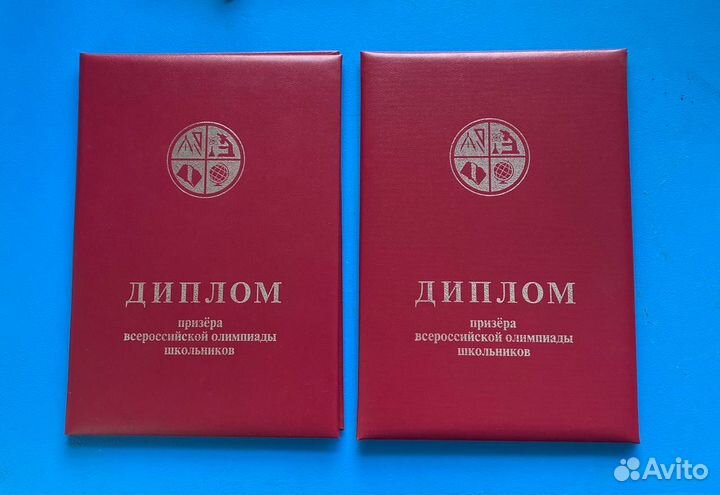 ДИПЛОМ
призёра
всероссийской олимпиады
школьников
ДИПЛОМ
призёра
всероссийской олимпиады
школьников
Avito